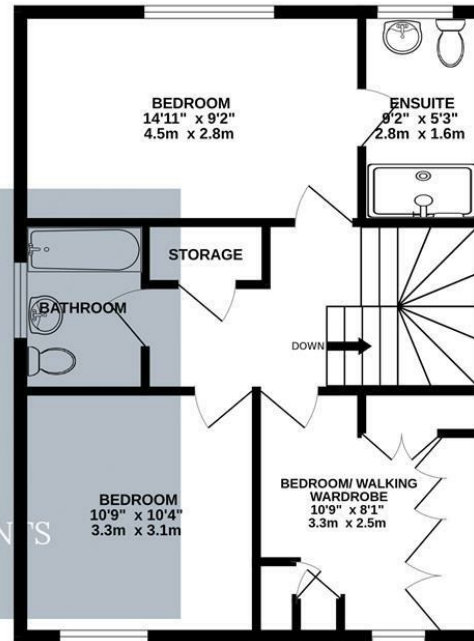 BEDROOM
14'11" x 9'2"
4.5m x 2.8m
ENSUITE
9'2" x 5'3"
2.8m x 1.6m
STORAGE
BATHROOM
DOWN
BEDROOM
10'9" x 10'4"
3.3m x 3.1m
BEDROOM/ WALKING
WARDROBE
10'9" x 8'1"
3.3m x 2.5m
NTS